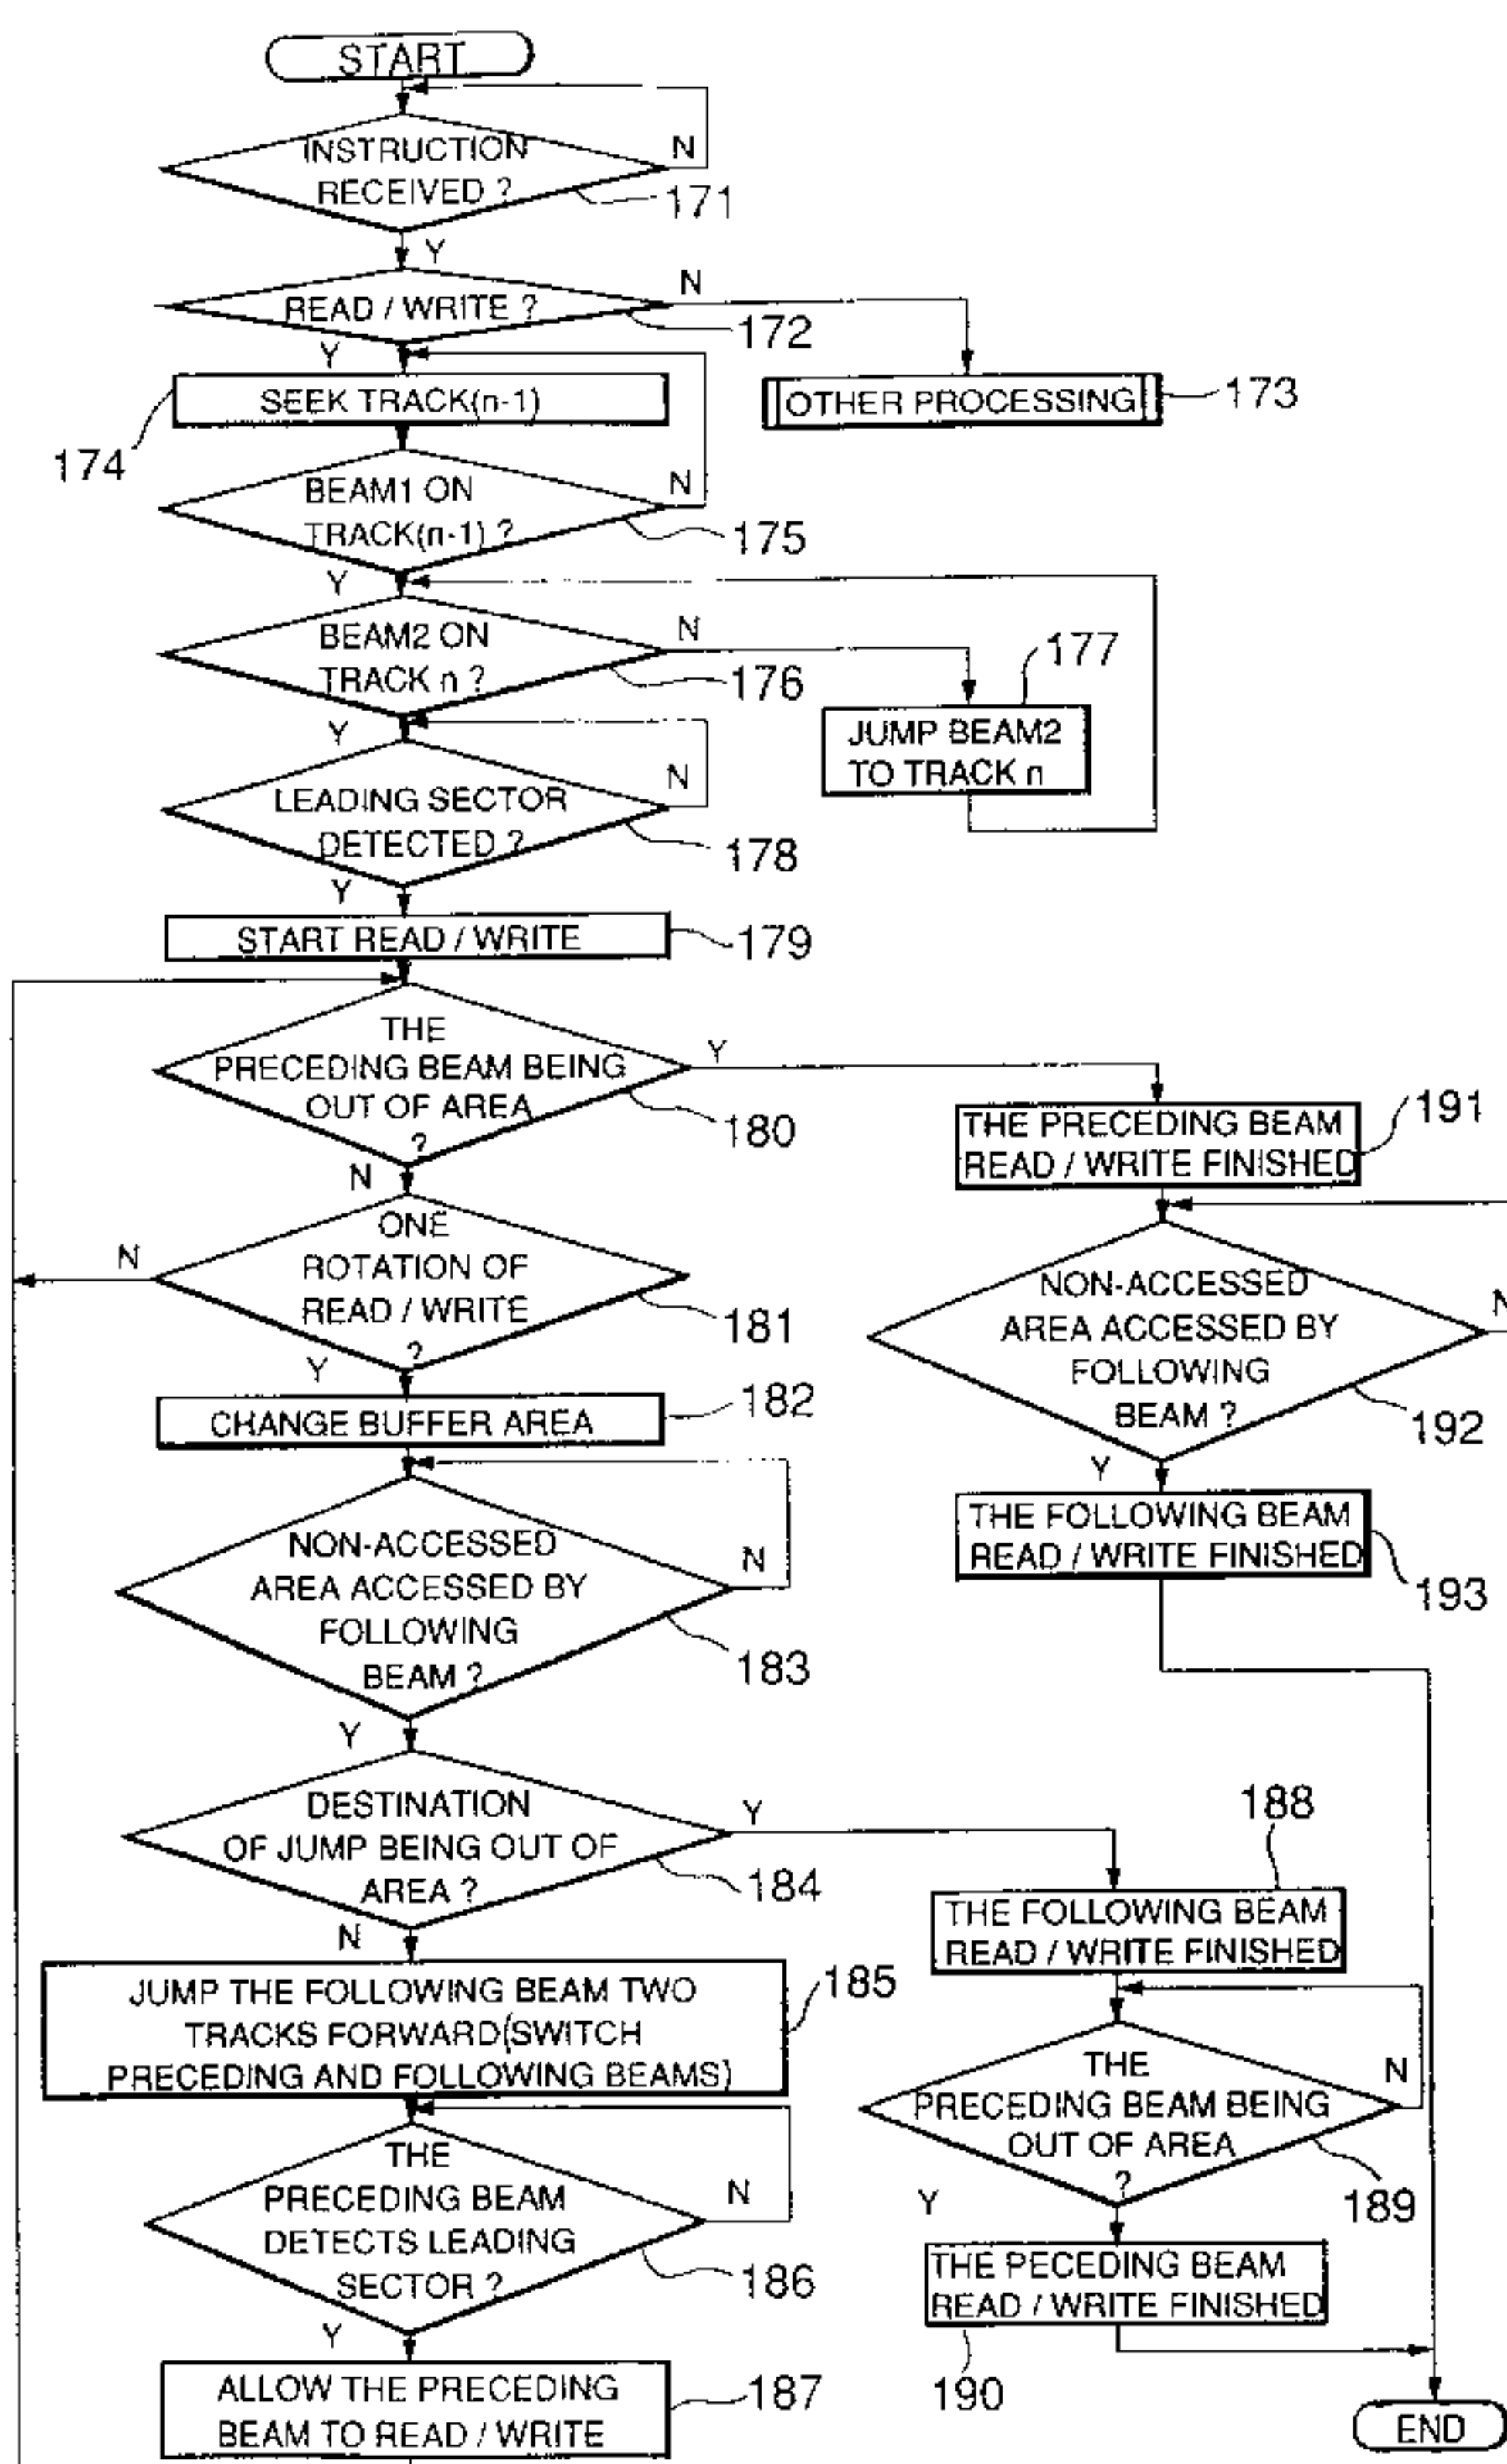 START
INSTRUCTION
RECEIVED ?
N
171
Y
READ / WRITE ?
N
172
Y
SEEK TRACK(n-1)
174
OTHER PROCESSING
173
BEAM1 ON
TRACK(n-1) ?
N
175
Y
BEAM2 ON
TRACK n ?
N
176
177
JUMP BEAM2
TO TRACK n
Y
LEADING SECTOR
DETECTED ?
N
178
Y
START READ / WRITE
179
THE
PRECEDING BEAM BEING
OUT OF AREA
?
Y
180
N
THE PRECEDING BEAM
READ / WRITE FINISHED
191
ONE
ROTATION OF
READ / WRITE
?
N
181
Y
NON-ACCESSED
AREA ACCESSED BY
FOLLOWING
BEAM ?
N
192
Y
CHANGE BUFFER AREA
182
THE FOLLOWING BEAM
READ / WRITE FINISHED
193
NON-ACCESSED
AREA ACCESSED BY
FOLLOWING
BEAM ?
N
183
Y
DESTINATION
OF JUMP BEING OUT OF
AREA ?
Y
184
N
188
THE FOLLOWING BEAM
READ / WRITE FINISHED
JUMP THE FOLLOWING BEAM TWO
TRACKS FORWARD(SWITCH
PRECEDING AND FOLLOWING BEAMS)
185
THE
PRECEDING BEAM BEING
OUT OF AREA
?
N
189
Y
THE
PRECEDING BEAM
DETECTS LEADING
SECTOR ?
N
186
Y
THE PECEDING BEAM
READ / WRITE FINISHED
190
ALLOW THE PRECEDING
BEAM TO READ / WRITE
187
END